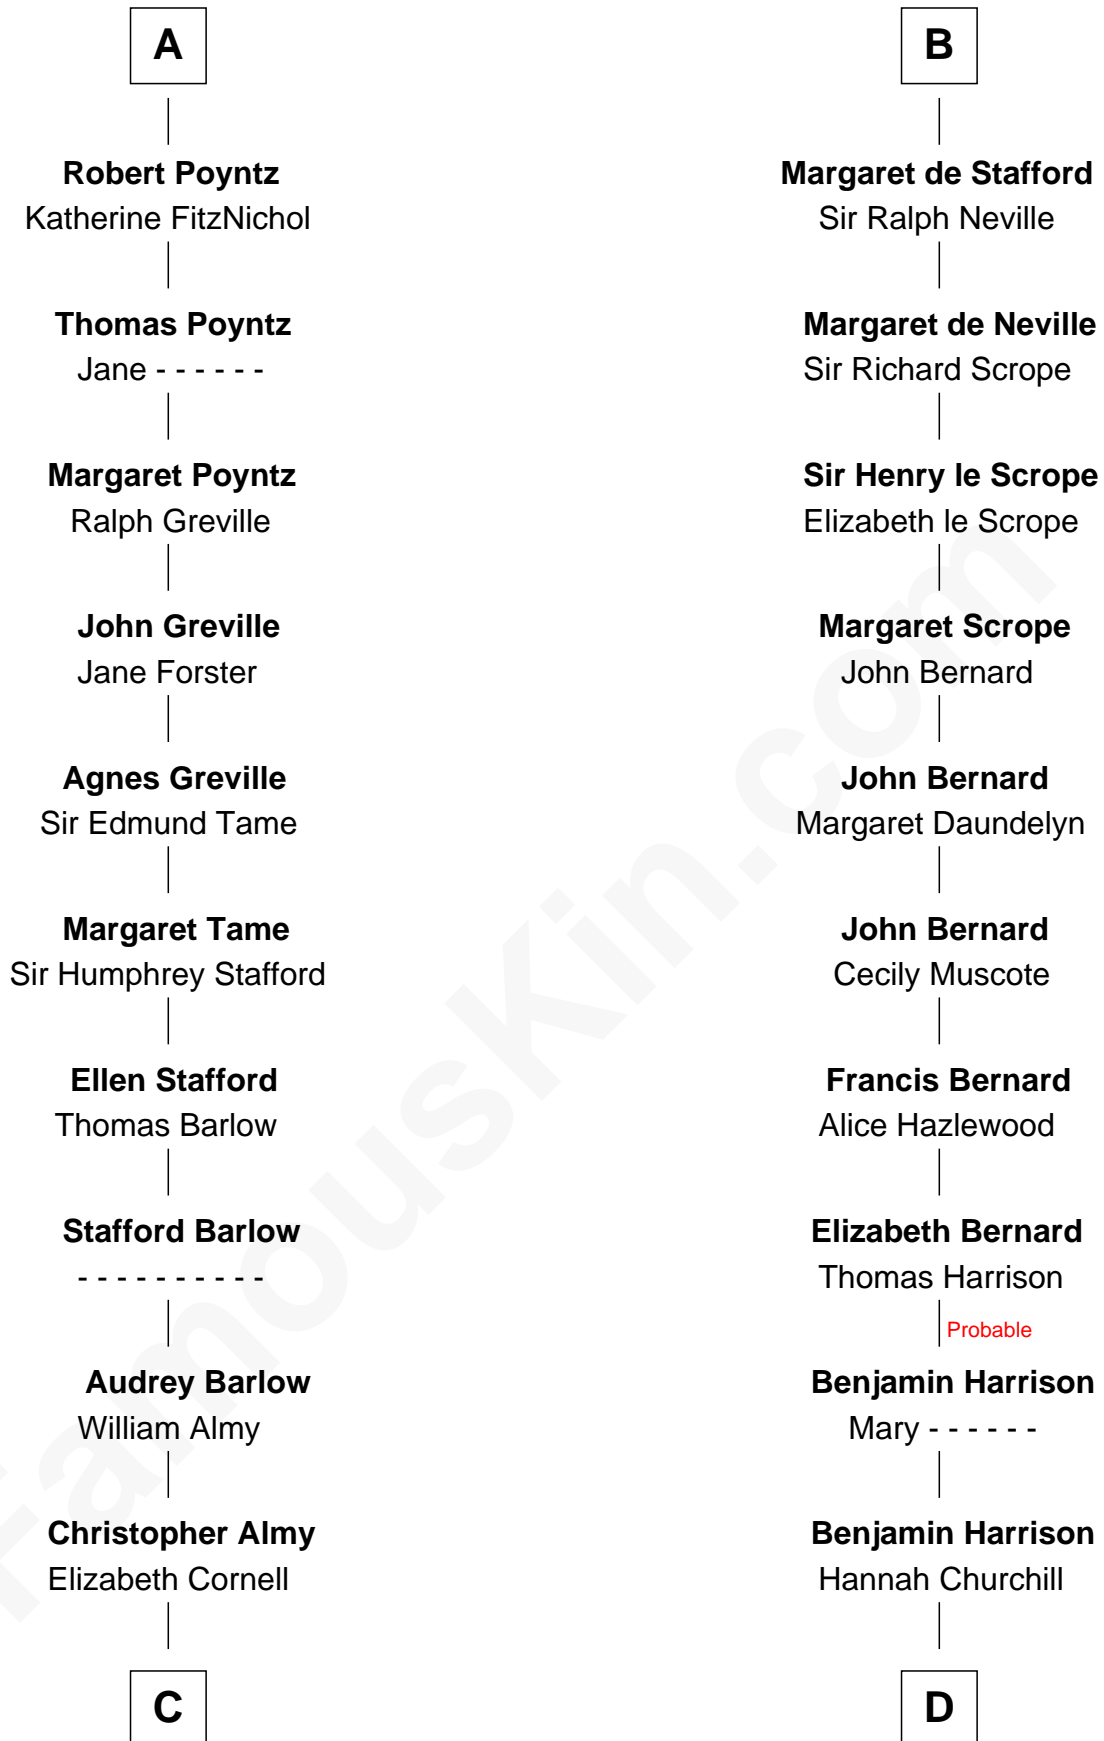 A
Robert Poyntz
Katherine FitzNichol
Thomas Poyntz
Jane - - - - - -
Margaret Poyntz
Ralph Greville
John Greville
Jane Forster
Agnes Greville
Sir Edmund Tame
Margaret Tame
Sir Humphrey Stafford
Ellen Stafford
Thomas Barlow
Stafford Barlow
- - - - - - - - - -
Audrey Barlow
William Almy
Christopher Almy
Elizabeth Cornell
C
B
Margaret de Stafford
Sir Ralph Neville
Margaret de Neville
Sir Richard Scrope
Sir Henry le Scrope
Elizabeth le Scrope
Margaret Scrope
John Bernard
John Bernard
Margaret Daundelyn
John Bernard
Cecily Muscote
Francis Bernard
Alice Hazlewood
Elizabeth Bernard
Thomas Harrison
Probable
Benjamin Harrison
Mary - - - - - -
Benjamin Harrison
Hannah Churchill
D
FamousKin.com